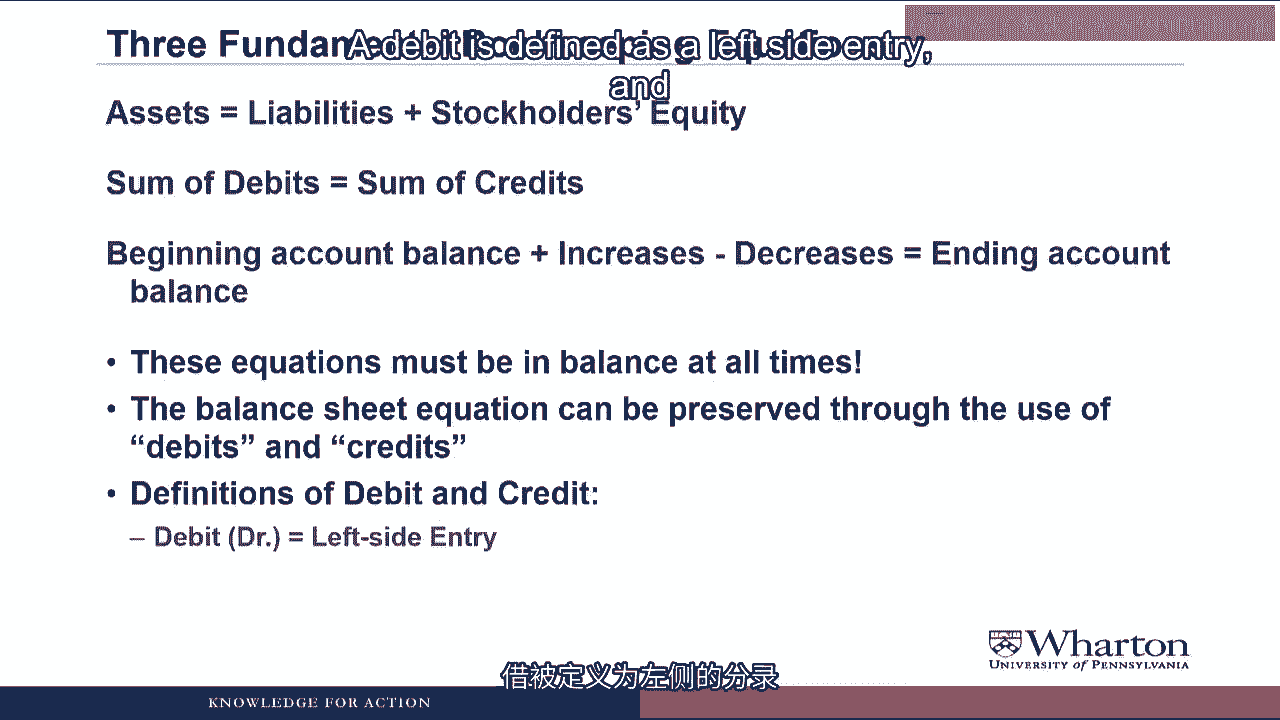 Three Fundamental Bookkeeping Equations
A debit is defined as a left side entry,
and
Assets = Liabilities + Stockholders’ Equity
Sum of Debits = Sum of Credits
Beginning account balance + Increases - Decreases = Ending account
balance
• These equations must be in balance at all times!
• The balance sheet equation can be preserved through the use of
“debits” and “credits”
• Definitions of Debit and Credit:
– Debit (Dr.) = Left-side Entry
Wharton
UNIVERSITY of PENNSYLVANIA
借被定义为左侧的分录
KNOWLEDGE FOR ACTION